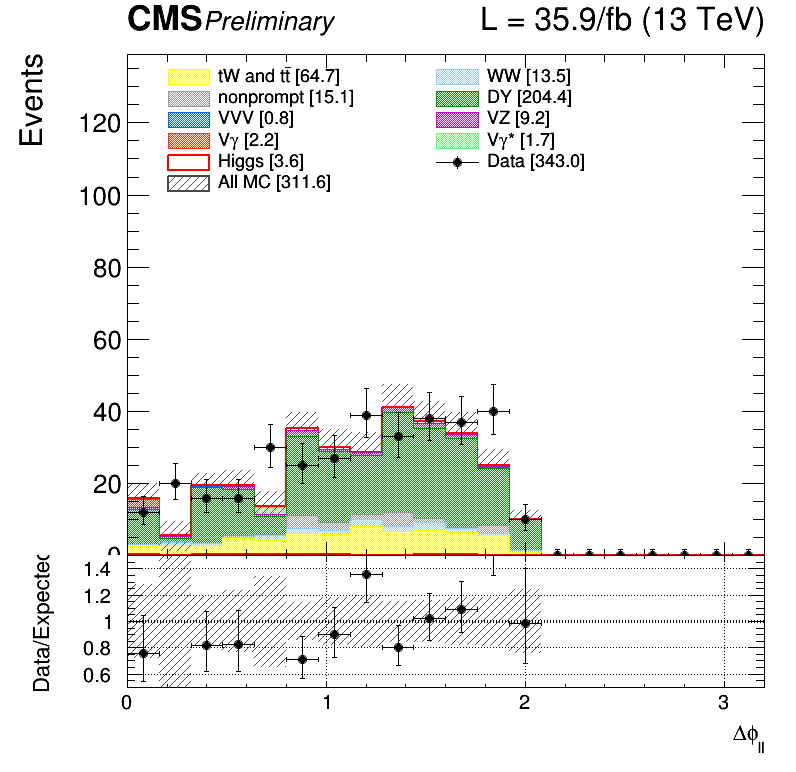 CMS Preliminary L = 35.9/fb (13 TeV)
Events
tW and tt̄ [64.7]
nonprompt [15.1]
VVV [0.8]
Vγ [2.2]
Higgs [3.6]
All MC [311.6]
WW [13.5]
DY [204.4]
VZ [9.2]
Vγ* [1.7]
Data [343.0]
120
100
80
60
40
20
0
Data/Expected
1.4
1.2
1
0.8
0.6
0 1 2 3
Δϕll